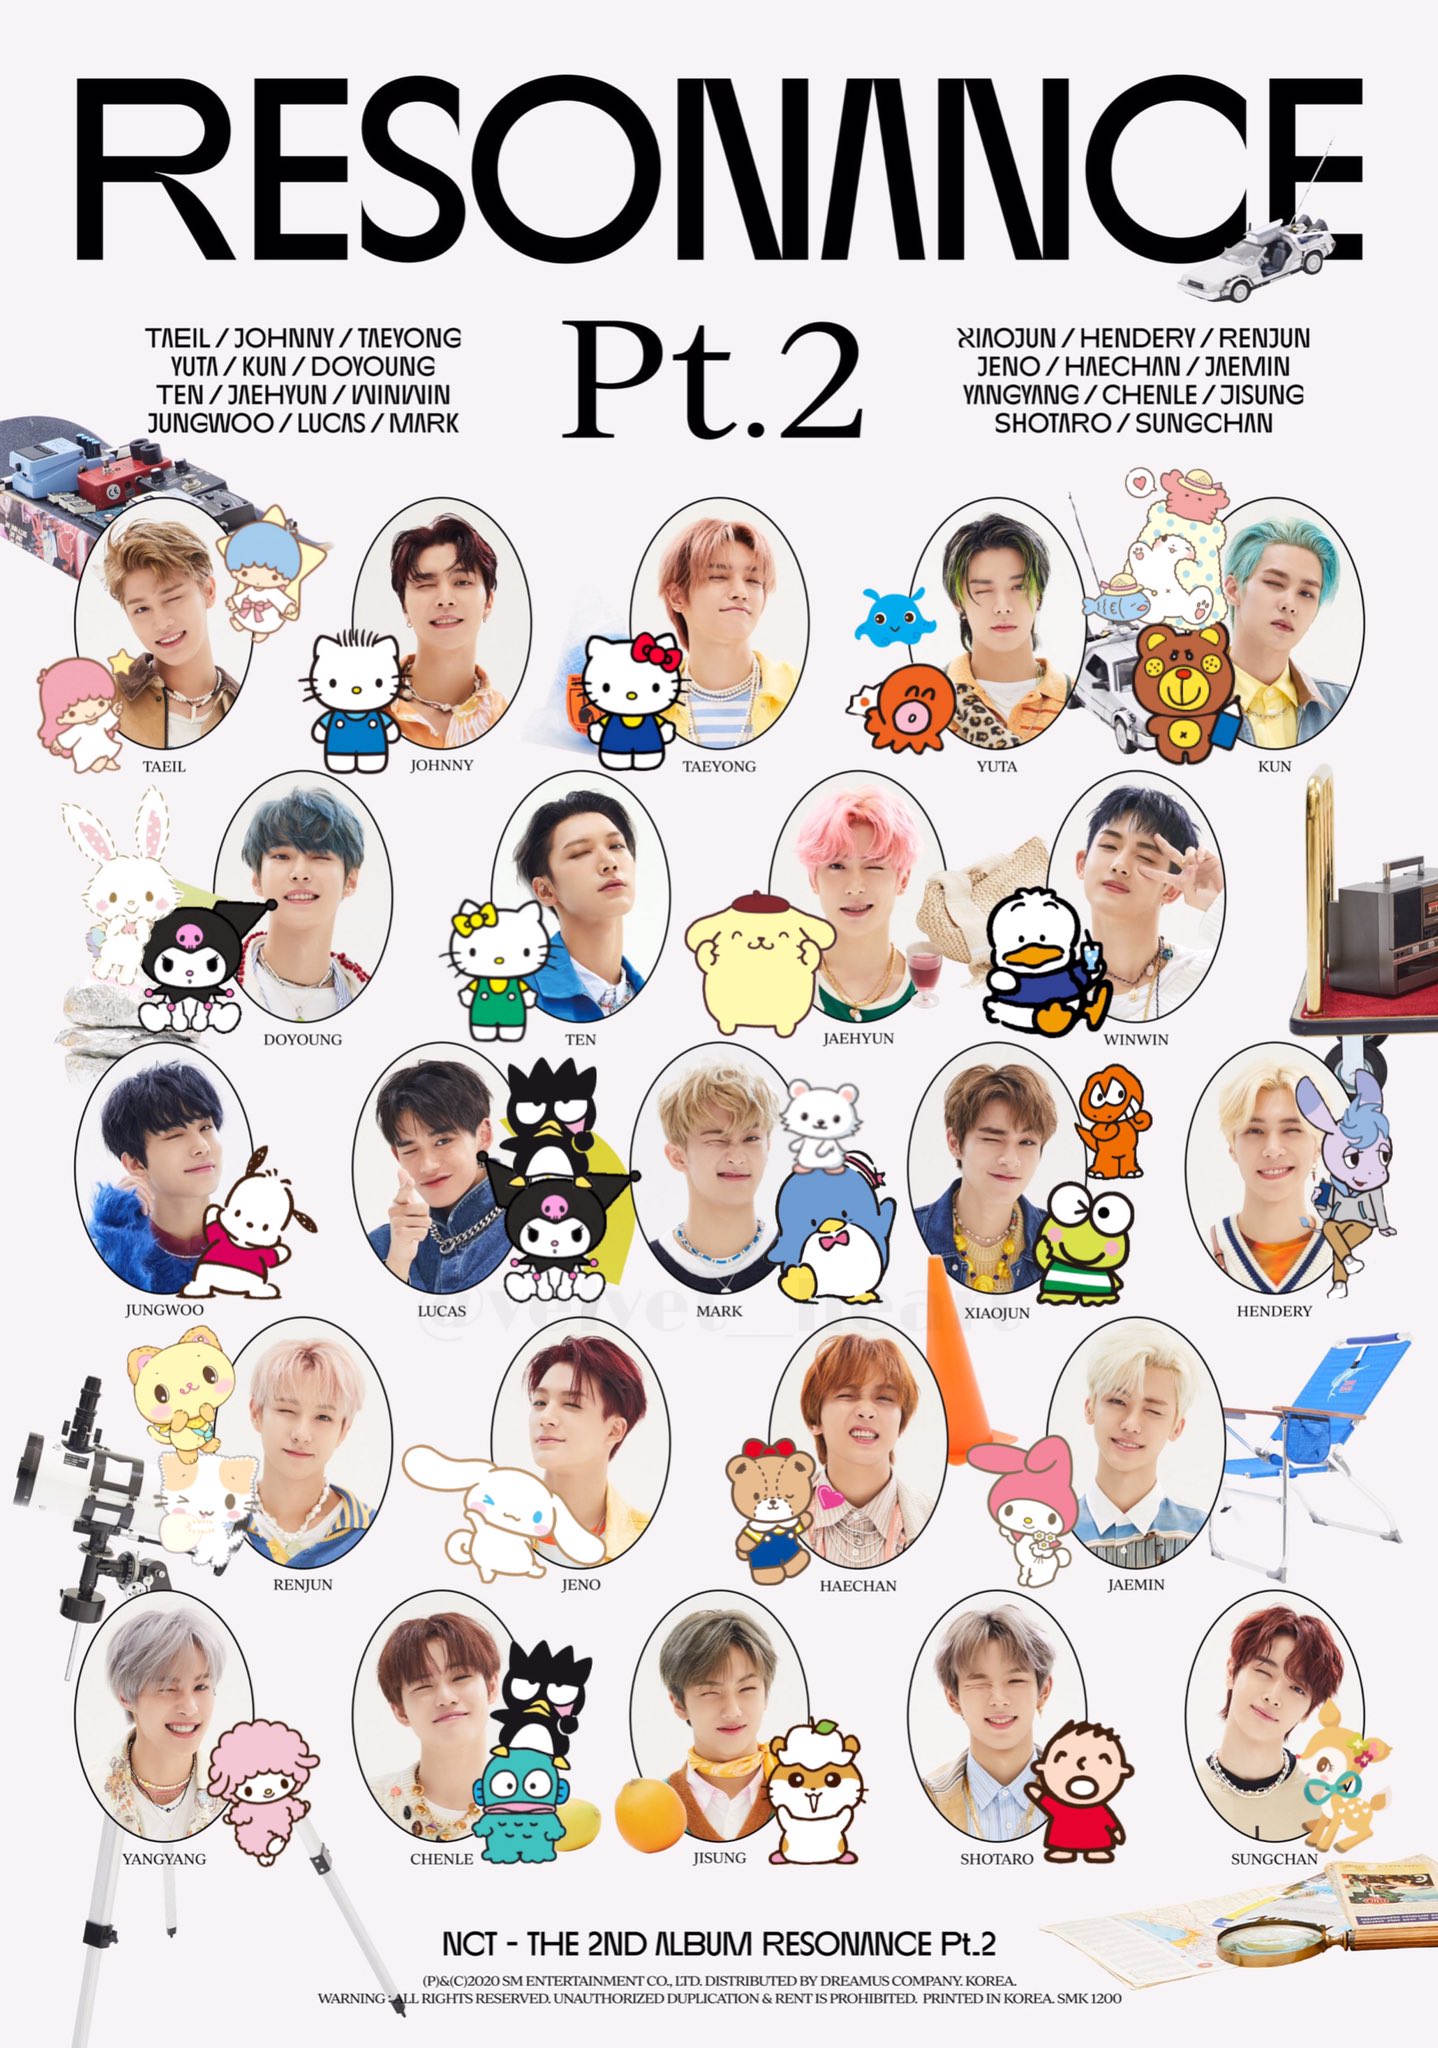 RESONANCE
Pt.2
TAEIL / JOHNNY / TAEYONG
YUTA / KUN / DOYOUNG
TEN / JAEHYUN / WINWIN
JUNGWOO / LUCAS / MARK
XIAOJUN / HENDERY / RENJUN
JENO / HAECHAN / JAEMIN
YANGYANG / CHENLE / JISUNG
SHOTARO / SUNGCHAN
TAEIL
JOHNNY
TAEYONG
YUTA
KUN
DOYOUNG
TEN
JAEHYUN
WINWIN
JUNGWOO
LUCAS
MARK
XIAOJUN
HENDERY
RENJUN
JENO
HAECHAN
JAEMIN
YANGYANG
CHENLE
JISUNG
SHOTARO
SUNGCHAN
NCT - THE 2ND ALBUM RESONANCE Pt.2
(P)&(C)2020 SM ENTERTAINMENT CO., LTD. DISTRIBUTED BY DREAMUS COMPANY. KOREA.
WARNING : ALL RIGHTS RESERVED. UNAUTHORIZED DUPLICATION & RENT IS PROHIBITED. PRINTED IN KOREA. SMK 1200